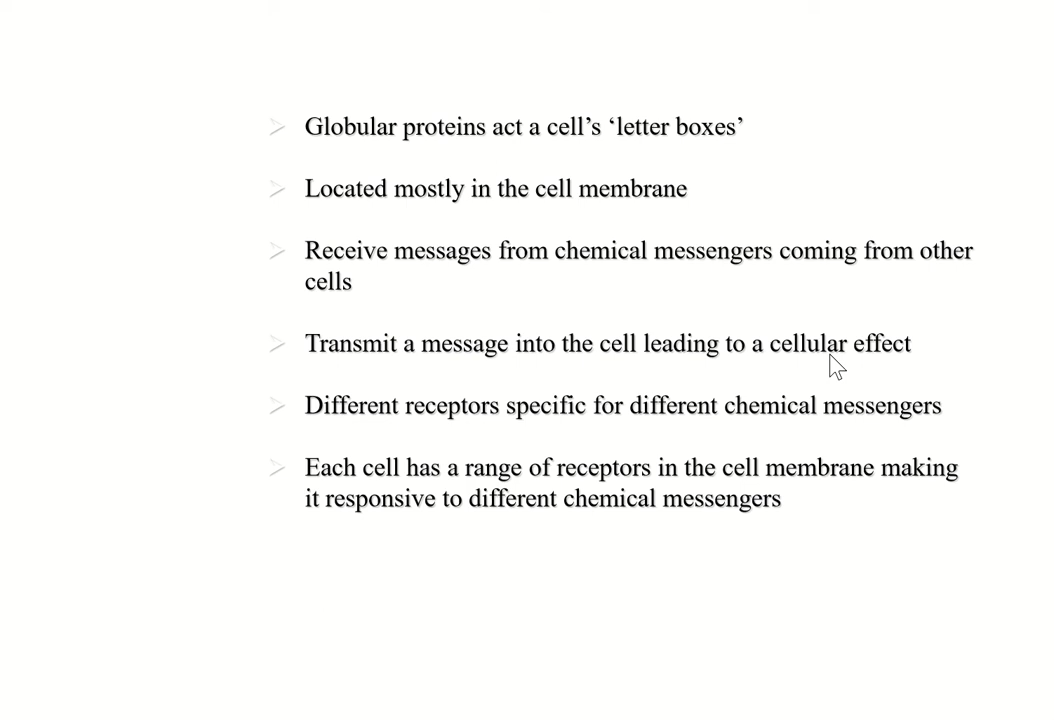 Globular proteins act a cell’s ‘letter boxes’
Located mostly in the cell membrane
Receive messages from chemical messengers coming from other
cells
Transmit a message into the cell leading to a cellular effect
Different receptors specific for different chemical messengers
Each cell has a range of receptors in the cell membrane making
it responsive to different chemical messengers